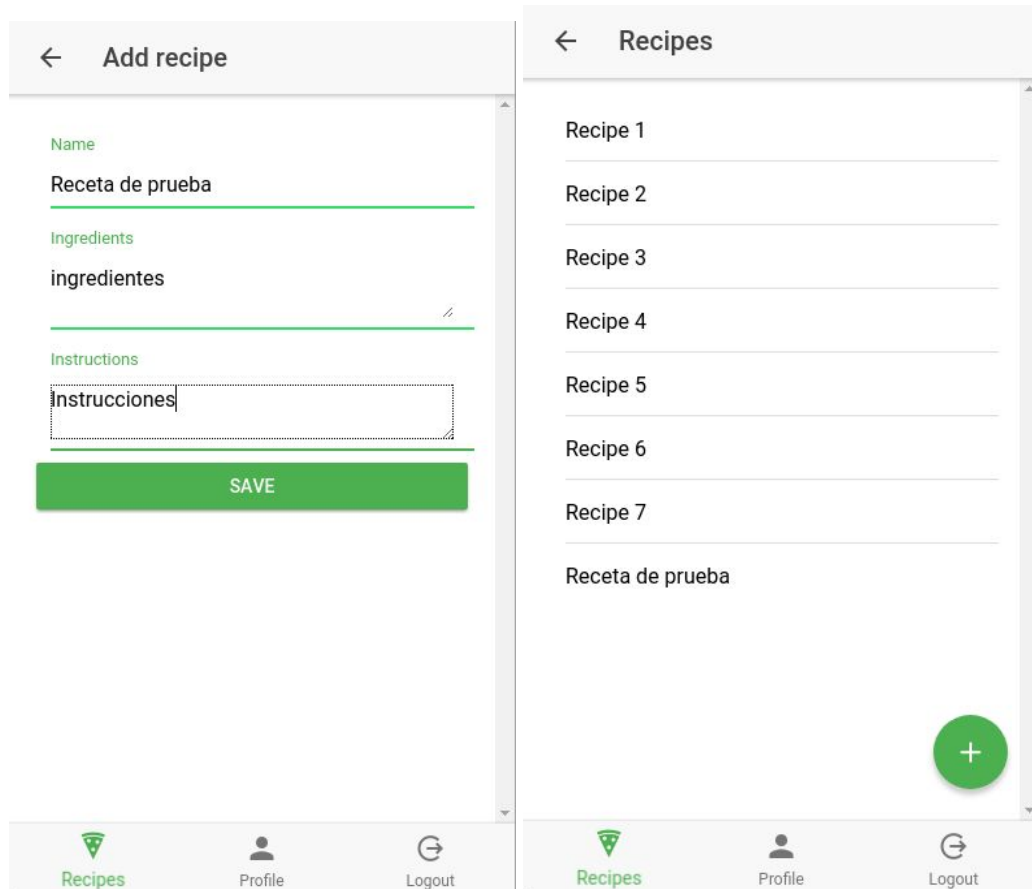 Add recipe
Name
Receta de prueba
Ingredients
ingredientes
Instructions
Instrucciones
SAVE
Recipes
Profile
Logout
Recipes
Recipe 1
Recipe 2
Recipe 3
Recipe 4
Recipe 5
Recipe 6
Recipe 7
Receta de prueba
Recipes
Profile
Logout